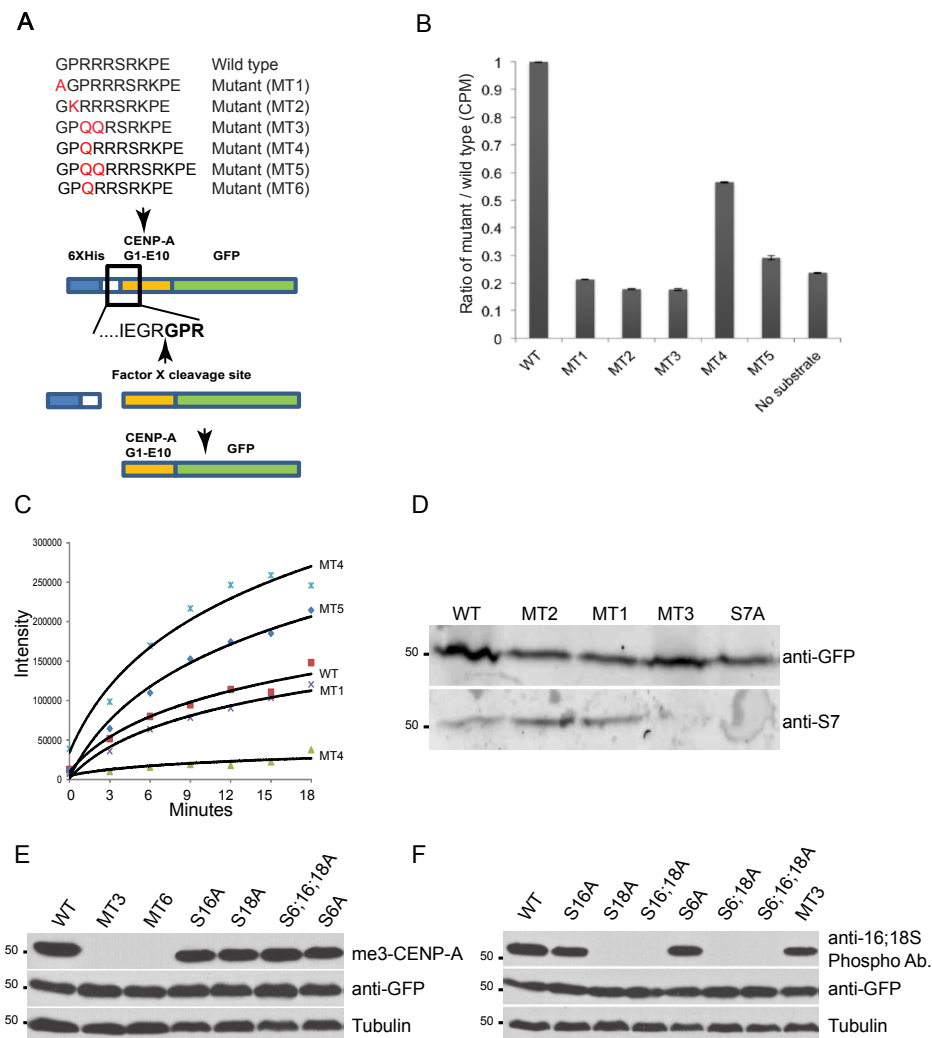 A
GPRRRSRKPE Wild type
AGPRRRSRKPE Mutant (MT1)
GKRRRSRKPE Mutant (MT2)
GPQQRSRKPE Mutant (MT3)
GPQRRRSRKPE Mutant (MT4)
GPQQRRRSRKPE Mutant (MT5)
GPQRRSRKPE Mutant (MT6)
6XHis
CENP-A
G1-E10
GFP
....IEGRGPR
Factor X cleavage site
CENP-A
G1-E10
GFP
B
Ratio of mutant / wild type (CPM)
1
0.9
0.8
0.7
0.6
0.5
0.4
0.3
0.2
0.1
0
WT MT1 MT2 MT3 MT4 MT5 No substrate
C
Intensity
300000
250000
200000
150000
100000
50000
0
MT4
MT5
WT
MT1
MT4
0 3 6 9 12 15 18
Minutes
D
WT MT2 MT1 MT3 S7A
50 anti-GFP
50 anti-S7
E
WT MT3 MT6 S16A S18A S6;16;18A S6A
50 me3-CENP-A
50 anti-GFP
50 Tubulin
F
WT S16A S18A S16;18A S6A S6;18A S6;16;18A MT3
50 anti-16;18S
Phospho Ab.
50 anti-GFP
50 Tubulin